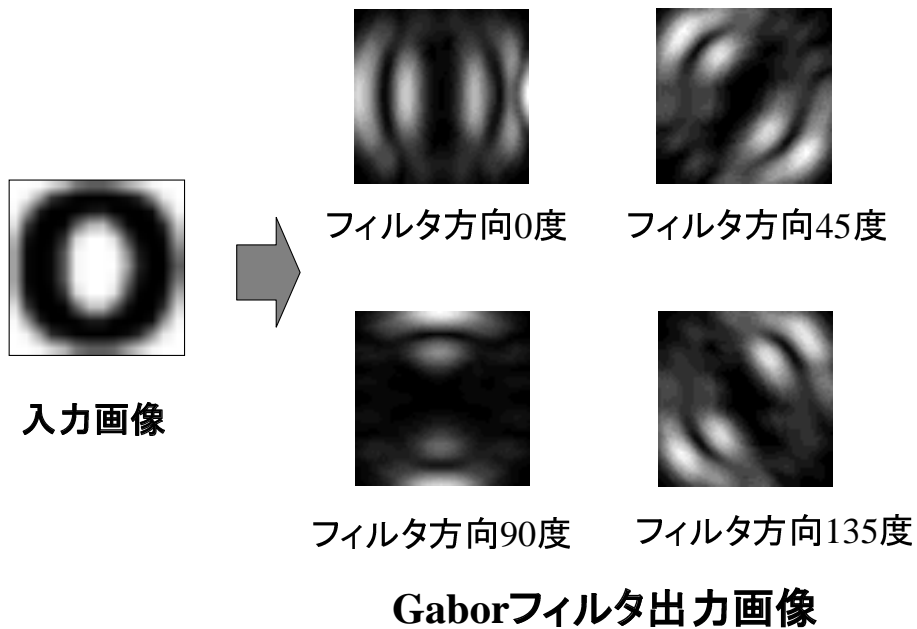 フィルタ方向0度
フィルタ方向45度
入力画像
フィルタ方向90度
フィルタ方向135度
Gaborフィルタ出力画像